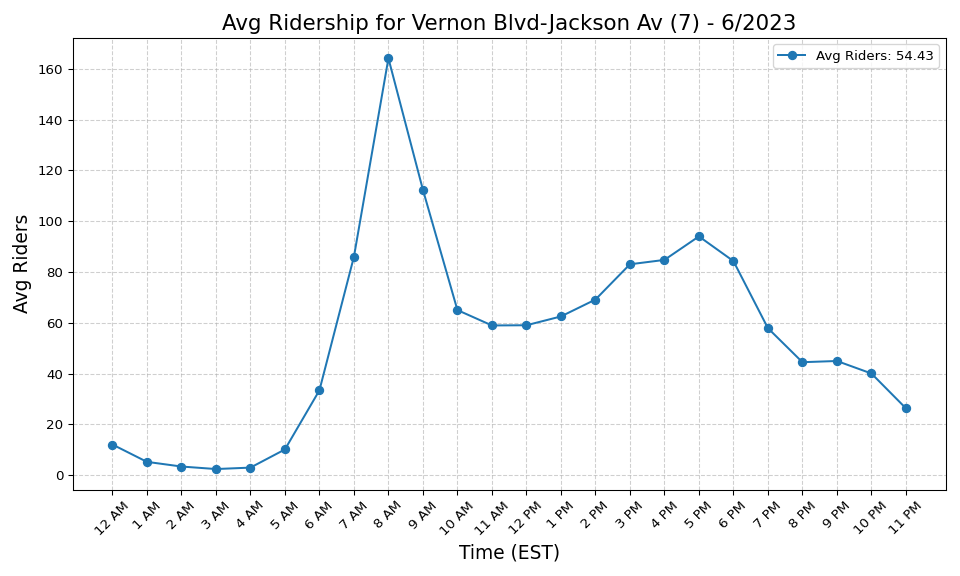 Avg Ridership for Vernon Blvd-Jackson Av (7) - 6/2023
Avg Riders: 54.43
Avg Riders
160
140
120
100
80
60
40
20
0
12 AM
1 AM
2 AM
3 AM
4 AM
5 AM
6 AM
7 AM
8 AM
9 AM
10 AM
11 AM
12 PM
1 PM
2 PM
3 PM
4 PM
5 PM
6 PM
7 PM
8 PM
9 PM
10 PM
11 PM
Time (EST)